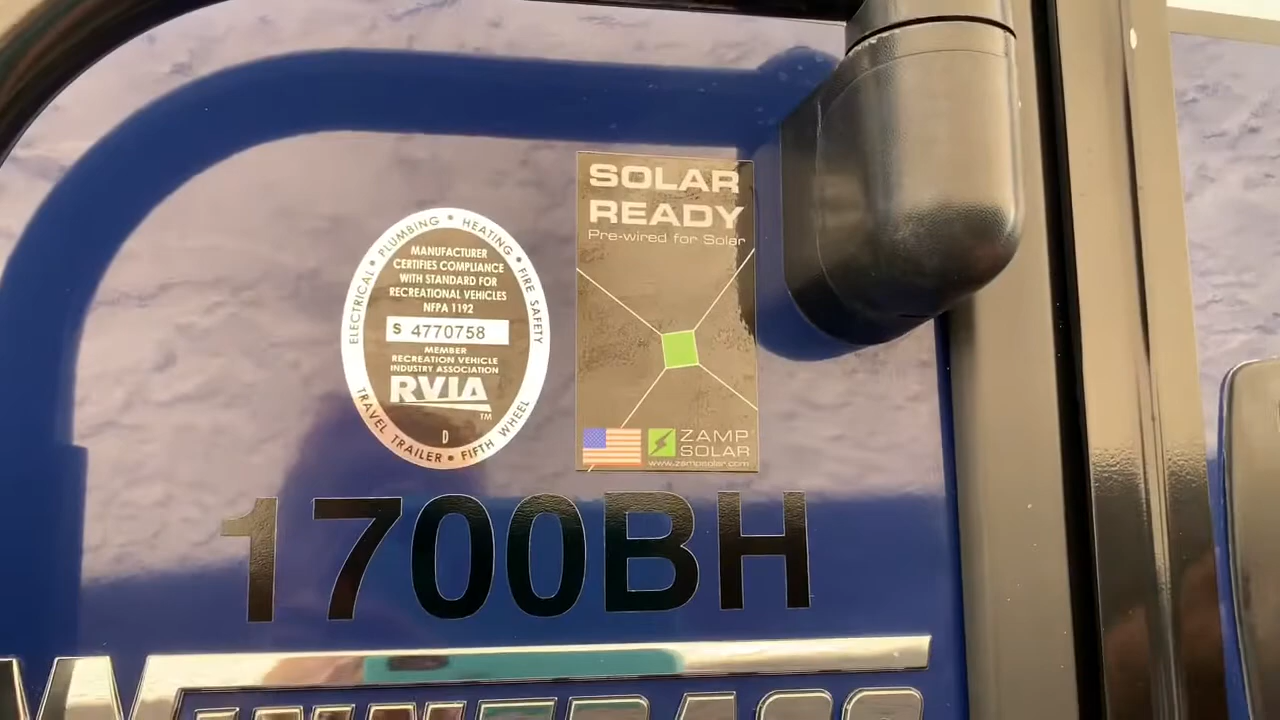 ELECTRICAL • PLUMBING • HEATING • FIRE SAFETY
MANUFACTURER
CERTIFIES COMPLIANCE
WITH STANDARD FOR
RECREATIONAL VEHICLES
NFPA 1192
S 4770758
MEMBER
RECREATION VEHICLE
INDUSTRY ASSOCIATION
RVIA
TM
D
TRAVEL TRAILER • FIFTH WHEEL
SOLAR
READY
Pre-wired for Solar
ZAMP
SOLAR
www.zampsolar.com
1700BH